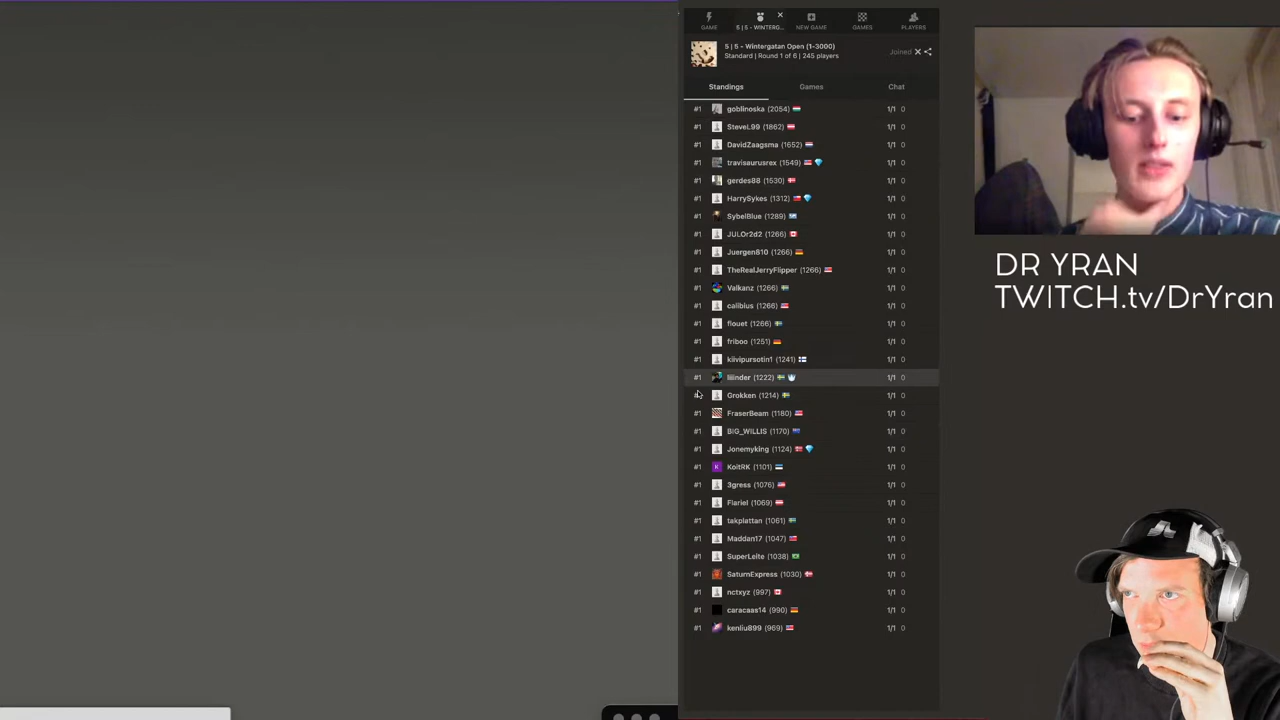 GAME
5 | 5 - WINTERG...
NEW GAME
GAMES
PLAYERS
5 | 5 - Wintergatan Open (1-3000)
Standard | Round 1 of 6 | 245 players
Joined
Standings
Games
Chat
#1 goblinoska (2054) 1/1 0
#1 SteveL99 (1862) 1/1 0
#1 DavidZaagsma (1652) 1/1 0
#1 travisaurusrex (1549) 1/1 0
#1 gerdes88 (1530) 1/1 0
#1 HarrySykes (1312) 1/1 0
#1 SybelBlue (1289) 1/1 0
#1 JULOr2d2 (1266) 1/1 0
#1 Juergen810 (1266) 1/1 0
#1 TheRealJerryFlipper (1266) 1/1 0
#1 Valkanz (1266) 1/1 0
#1 calibius (1266) 1/1 0
#1 flouet (1266) 1/1 0
#1 friboo (1251) 1/1 0
#1 kiivipursotin1 (1241) 1/1 0
#1 (1222) 1/1 0
Grokken (1214) 1/1 0
#1 FraserBeam (1180) 1/1 0
#1 BIG_WILLIS (1170) 1/1 0
#1 Jonemyking (1124) 1/1 0
#1 K KoitRK (1101) 1/1 0
#1 3gress (1076) 1/1 0
#1 (1069) 1/1 0
#1 takplattan (1061) 1/1 0
#1 Maddan17 (1047) 1/1 0
#1 SuperLeite (1038) 1/1 0
#1 SaturnExpress (1030) 1/1 0
#1 nctxyz (997) 1/1 0
#1 caracaas14 (990) 1/1 0
#1 kenliu899 (969) 1/1 0
DR YRAN
TWITCH.tv/DrYran